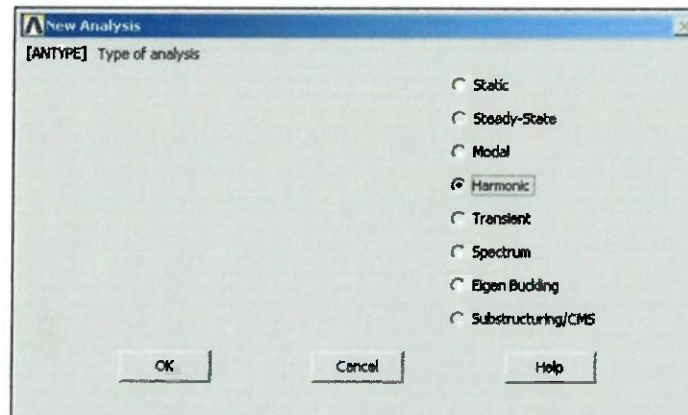 New Analysis
[ANTYPE] Type of analysis
Static
Steady-State
Modal
Harmonic
Transient
Spectrum
Eigen Buckling
Substructuring/CMS
OK Cancel Help